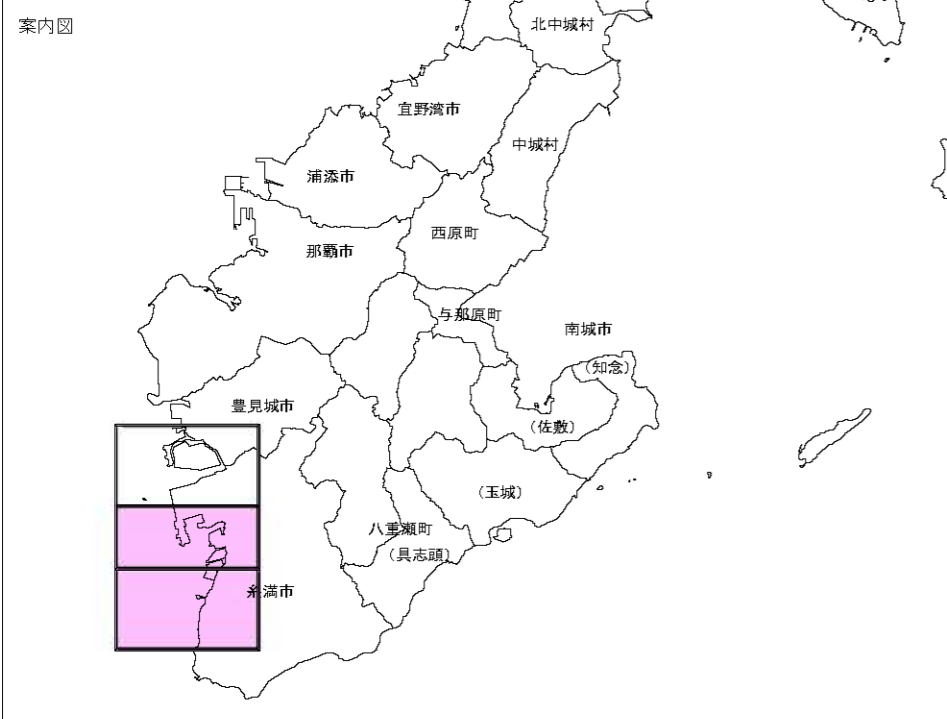 案内図
北中城村
宜野湾市
中城村
浦添市
西原町
那覇市
与那原町
南城市
(知念)
豊見城市
(佐敷)
(玉城)
八重瀬町
(具志頭)
糸満市